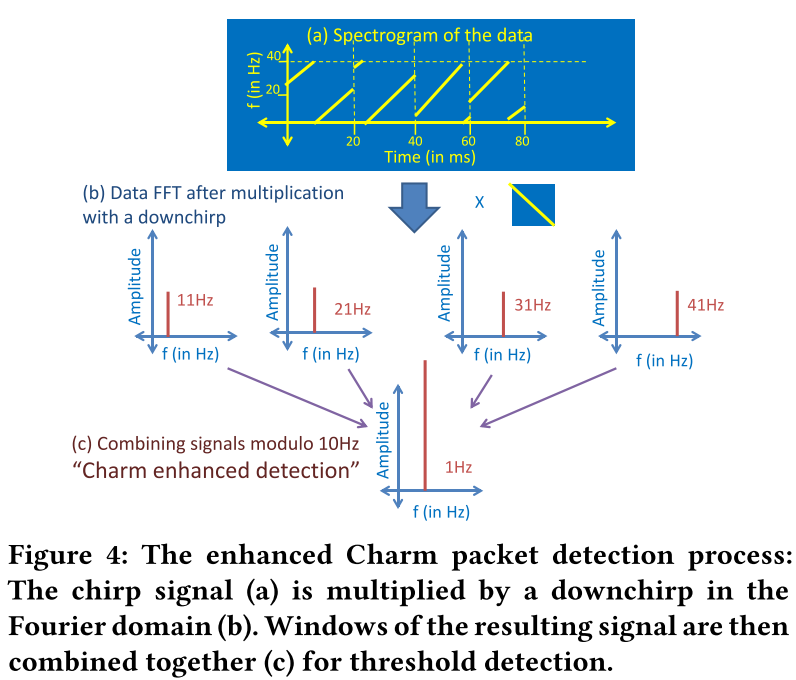 (a) Spectrogram of the data
f (in Hz)
40
20
20
40
60
80
Time (in ms)
(b) Data FFT after multiplication
with a downchirp
X
Amplitude
11Hz
f (in Hz)
Amplitude
21Hz
f (in Hz)
Amplitude
31Hz
f (in Hz)
Amplitude
41Hz
f (in Hz)
(c) Combining signals modulo 10Hz
“Charm enhanced detection”
Amplitude
1Hz
f (in Hz)
Figure 4: The enhanced Charm packet detection process:
The chirp signal (a) is multiplied by a downchirp in the
Fourier domain (b). Windows of the resulting signal are then
combined together (c) for threshold detection.